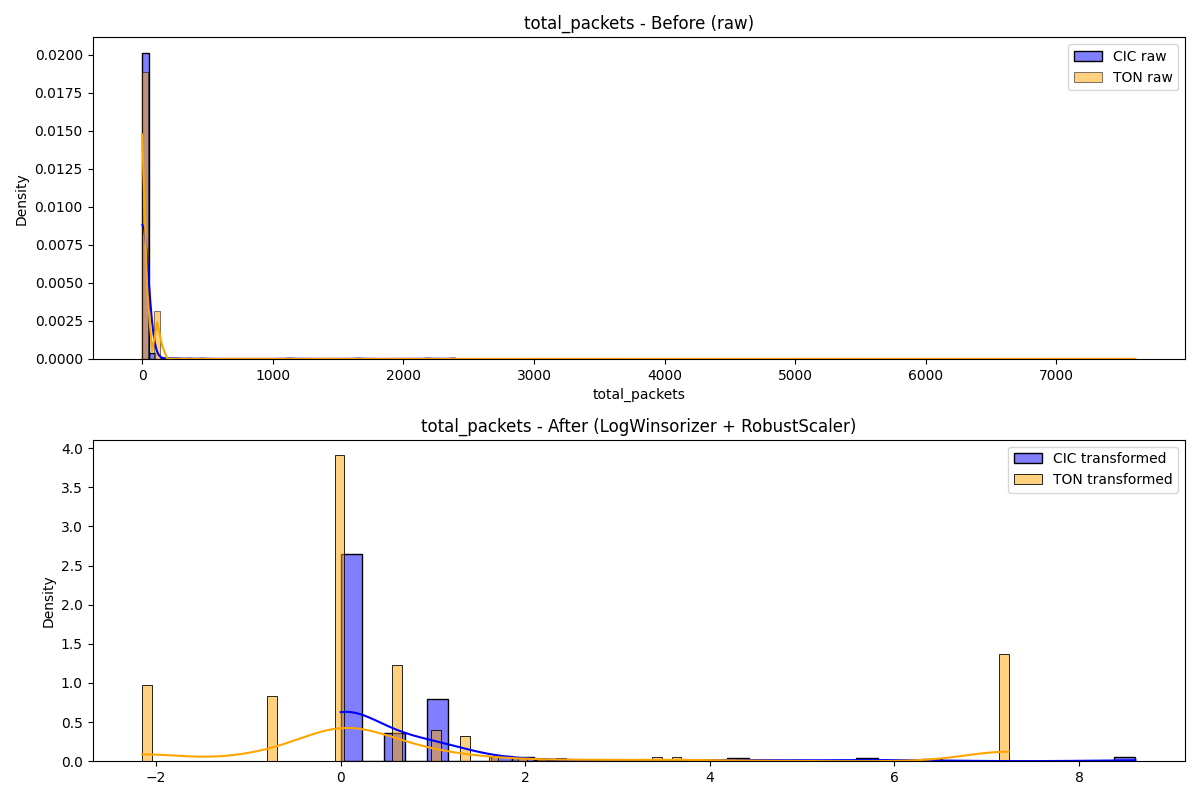 total_packets - Before (raw)
CIC raw
TON raw
Density
0.0200
0.0175
0.0150
0.0125
0.0100
0.0075
0.0050
0.0025
0.0000
0 1000 2000 3000 4000 5000 6000 7000
total_packets
total_packets - After (LogWinsorizer + RobustScaler)
CIC transformed
TON transformed
Density
4.0
3.5
3.0
2.5
2.0
1.5
1.0
0.5
0.0
−2 0 2 4 6 8